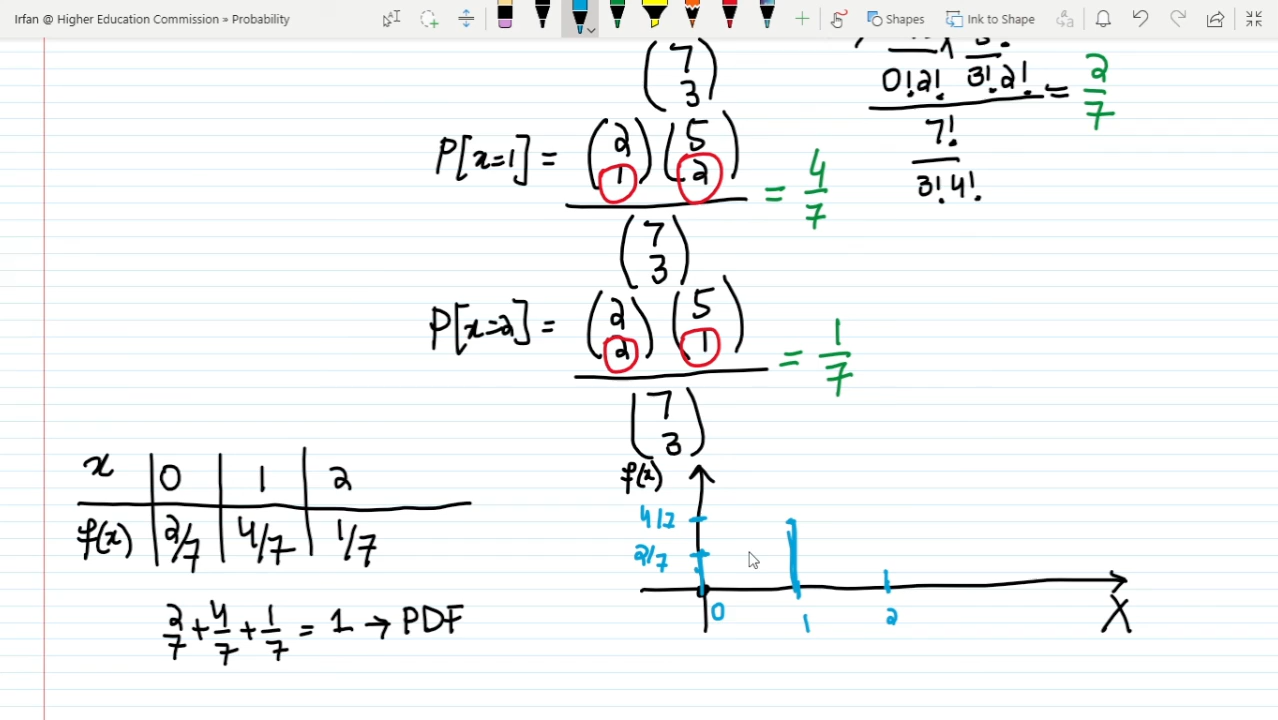 Irfan @ Higher Education Commission » Probability
Shapes
Ink to Shape
(7 3)
0!2! 3!2!
7!
3!4!
= 2/7
P[x=1] = (2 1)(5 2)
(7 3)
= 4/7
P[x=2] = (2 2)(5 1)
(7 3)
= 1/7
x 0 1 2
f(x) 2/7 4/7 1/7
2/7 + 4/7 + 1/7 = 1 → PDF
f(x)
4/7
2/7
0 1 2
X